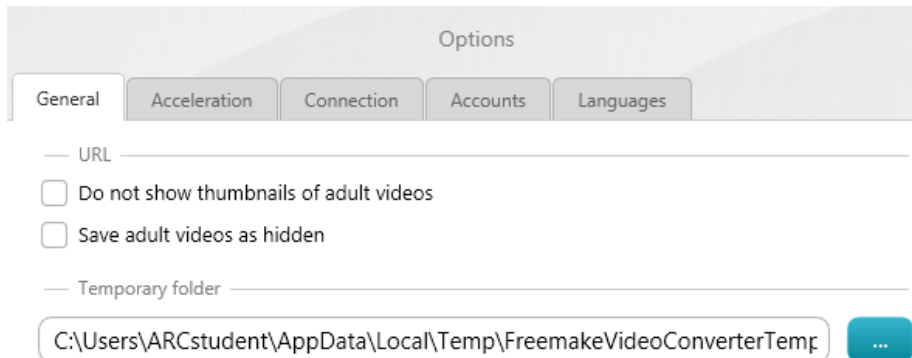 Options
General Acceleration Connection Accounts Languages
URL
Do not show thumbnails of adult videos
Save adult videos as hidden
Temporary folder
C:\Users\ARCstudent\AppData\Local\Temp\FreemakeVideoConverterTemp ...